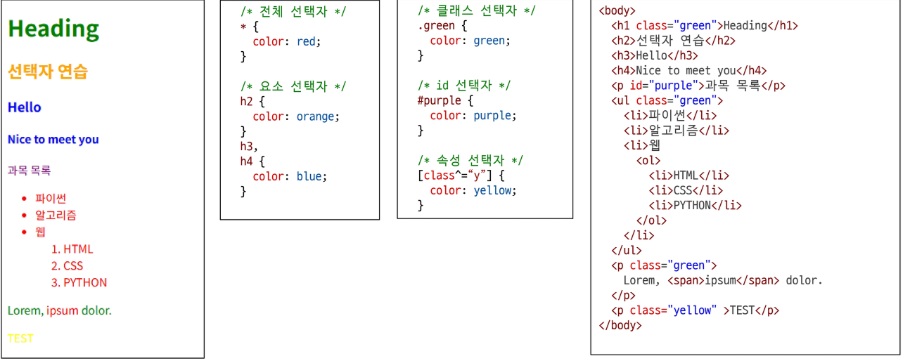 Heading
선택자 연습
Hello
Nice to meet you
과목 목록
• 파이썬
• 알고리즘
• 웹
1. HTML
2. CSS
3. PYTHON
Lorem, ipsum dolor.
TEST
/* 전체 선택자 */
* {
color: red;
}
/* 요소 선택자 */
h2 {
color: orange;
}
h3,
h4 {
color: blue;
}
/* 클래스 선택자 */
.green {
color: green;
}
/* id 선택자 */
#purple {
color: purple;
}
/* 속성 선택자 */
[class^=“y”] {
color: yellow;
}
<body>
<h1 class="green">Heading</h1>
<h2>선택자 연습</h2>
<h3>Hello</h3>
<h4>Nice to meet you</h4>
<p id="purple">과목 목록</p>
<ul class="green">
<li>파이썬</li>
<li>알고리즘</li>
<li>웹
<ol>
<li>HTML</li>
<li>CSS</li>
<li>PYTHON</li>
</ol>
</li>
</ul>
<p class="green">
Lorem, <span>ipsum</span> dolor.
</p>
<p class="yellow" >TEST</p>
</body>